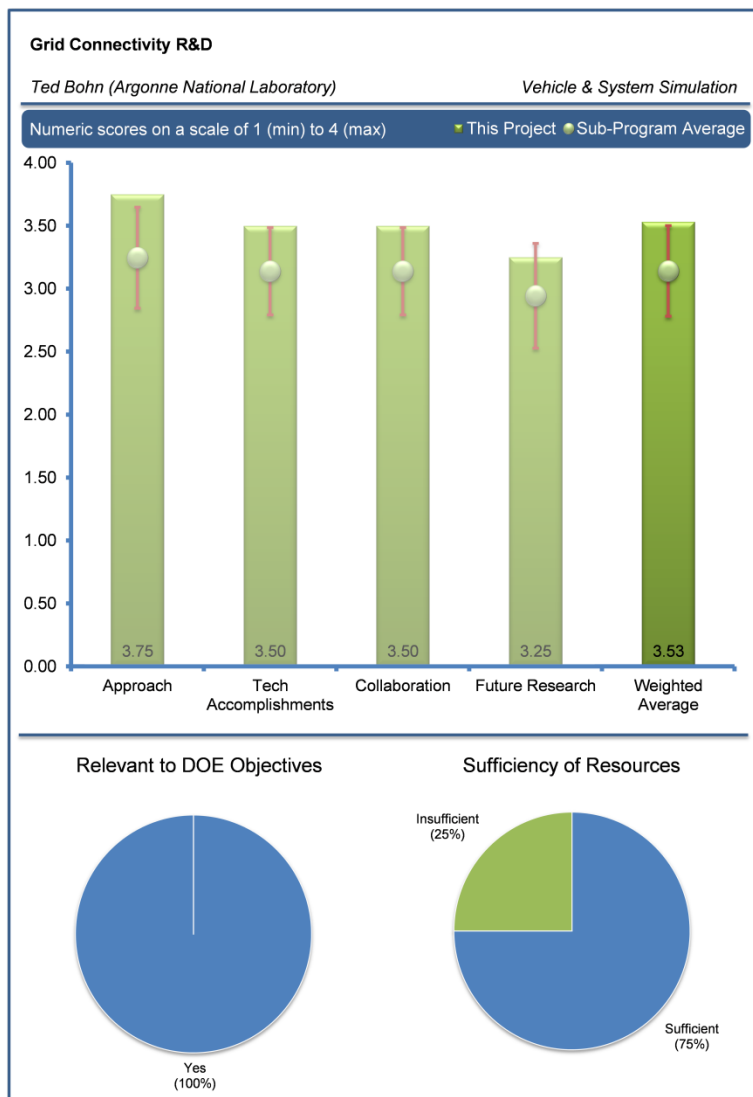 Grid Connectivity R&D
Ted Bohn (Argonne National Laboratory) Vehicle & System Simulation
Numeric scores on a scale of 1 (min) to 4 (max) This Project Sub-Program Average
4.00
3.50
3.00
2.50
2.00
1.50
1.00
0.50
0.00
3.75 3.50 3.50 3.25 3.53
Approach Tech Collaboration Future Research Weighted
Accomplishments Average
Relevant to DOE Objectives Sufficiency of Resources
Insufficient
(25%)
Sufficient
(75%)
Yes
(100%)